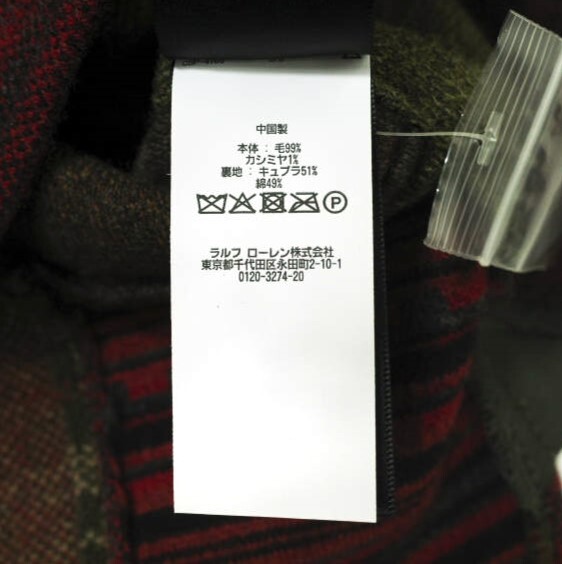 中国製
本体 : 毛99%
カシミヤ1%
裏地 : キュプラ51%
綿49%
P
ラルフ ローレン株式会社
東京都千代田区永田町2-10-1
0120-3274-20